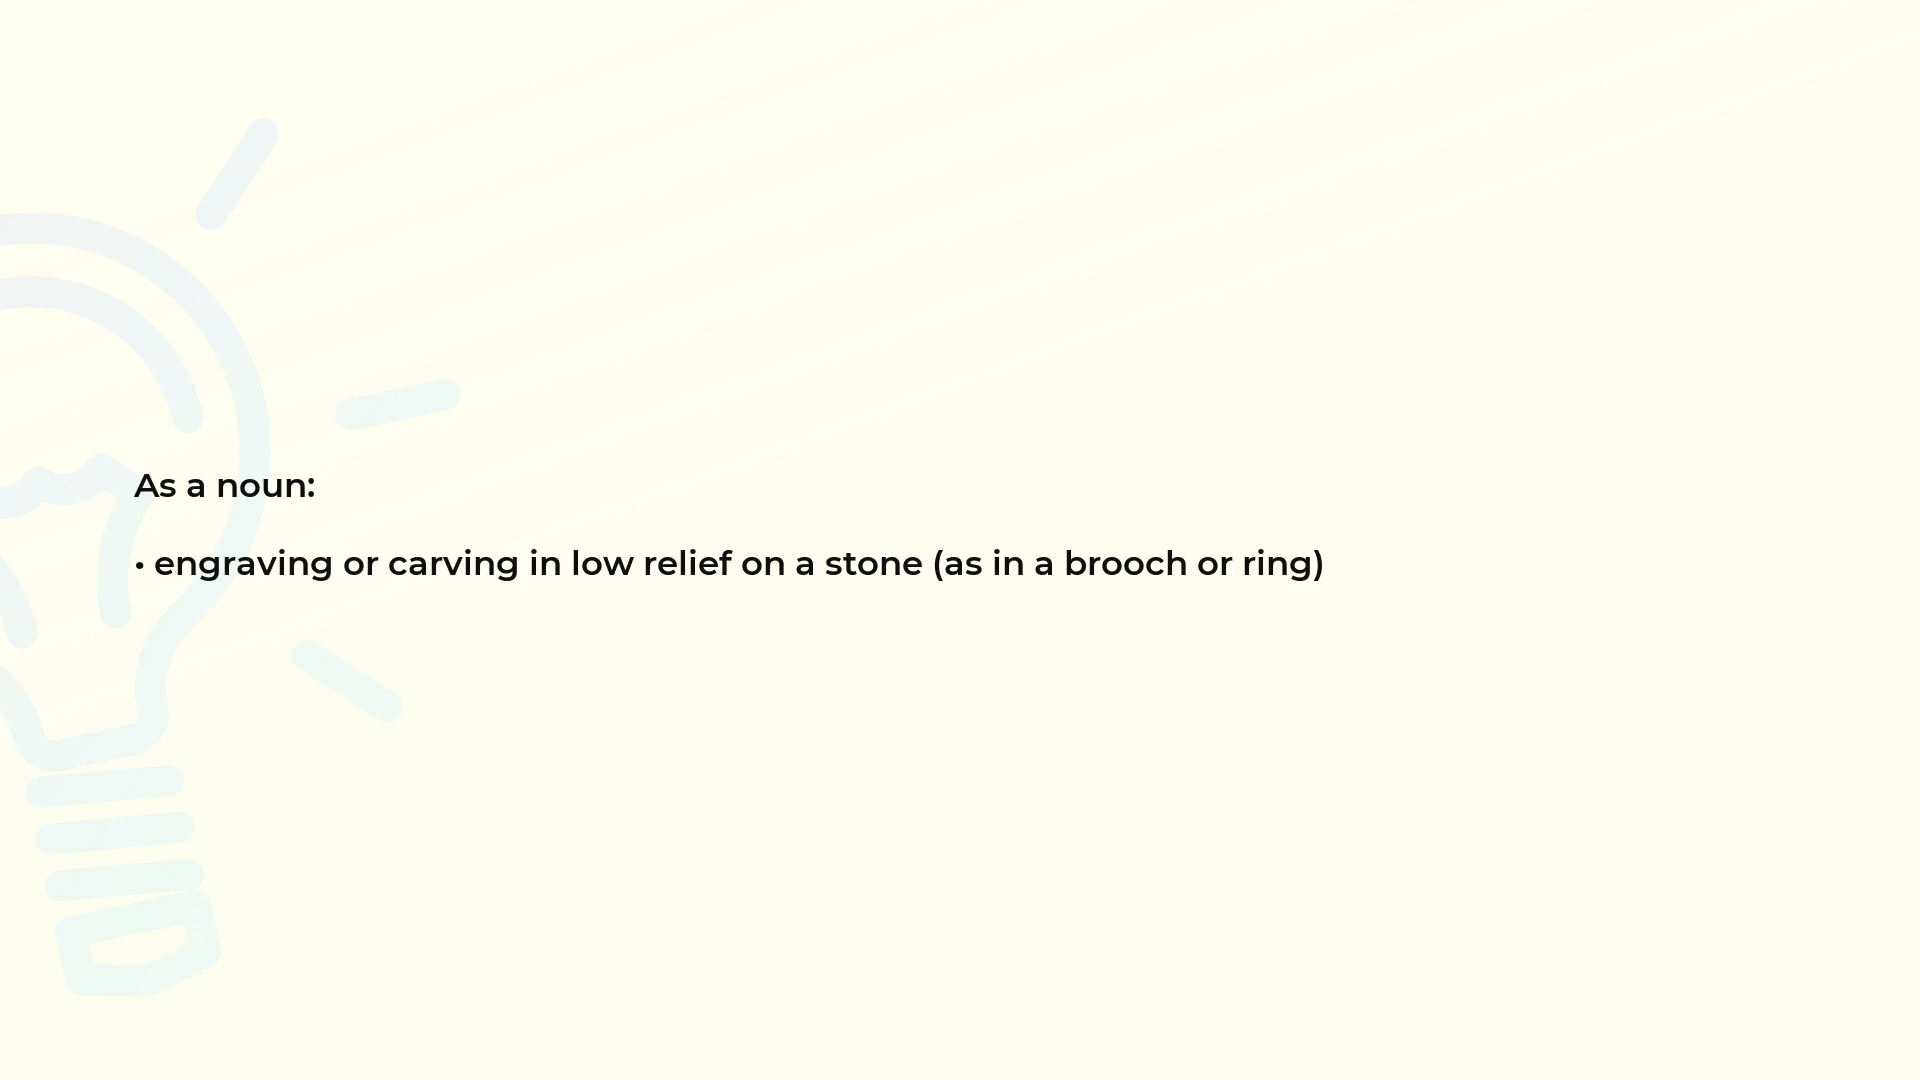 As a noun:
• engraving or carving in low relief on a stone (as in a brooch or ring)